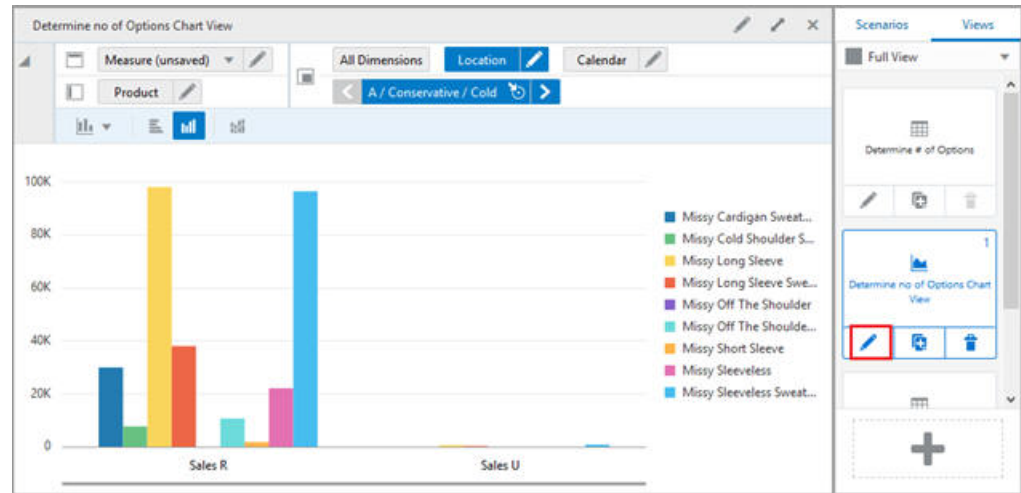 Determine no of Options Chart View
Measure (unsaved)
Product
All Dimensions
Location
Calendar
A / Conservative / Cold
100K
80K
60K
40K
20K
0
Sales R
Sales U
Missy Cardigan Sweat...
Missy Cold Shoulder S...
Missy Long Sleeve
Missy Long Sleeve Swe...
Missy Off The Shoulder
Missy Off The Shoulde...
Missy Short Sleeve
Missy Sleeveless
Missy Sleeveless Sweat...
Scenarios
Views
Full View
Determine # of Options
1
Determine no of Options Chart
View